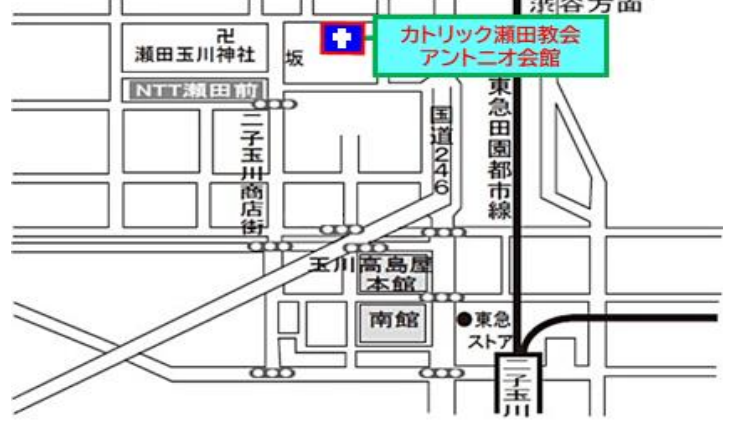 渋谷方面
カトリック瀬田教会
アントニオ会館
卍
瀬田玉川神社
坂
NTT瀬田前
二子玉川商店街
国道246
東急田園都市線
玉川高島屋
本館
南館
東急
ストア
二子玉川